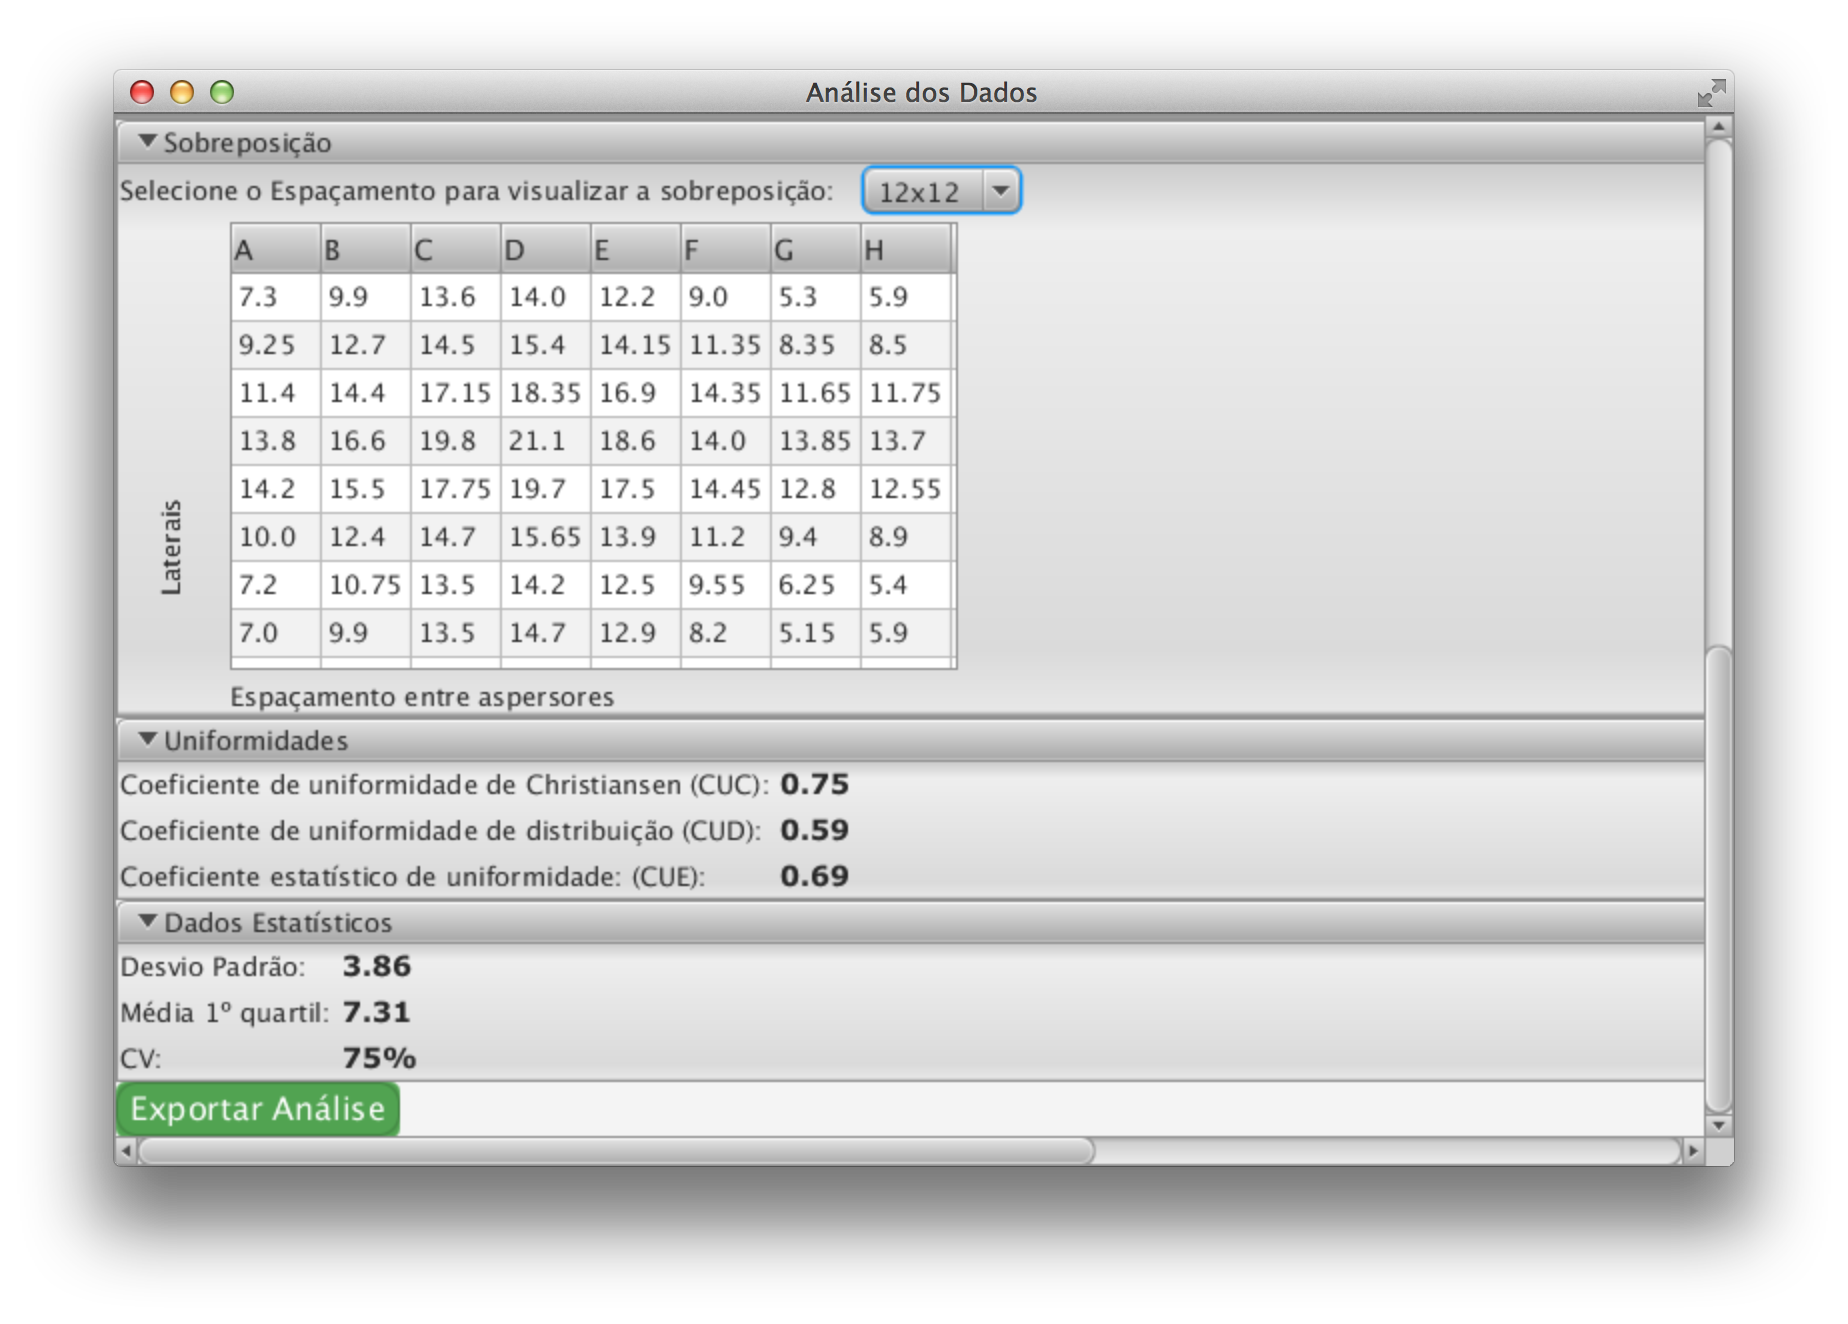 Análise dos Dados
Sobreposição
Selecione o Espaçamento para visualizar a sobreposição: 12x12
A B C D E F G H
7.3 9.9 13.6 14.0 12.2 9.0 5.3 5.9
9.25 12.7 14.5 15.4 14.15 11.35 8.35 8.5
11.4 14.4 17.15 18.35 16.9 14.35 11.65 11.75
13.8 16.6 19.8 21.1 18.6 14.0 13.85 13.7
14.2 15.5 17.75 19.7 17.5 14.45 12.8 12.55
10.0 12.4 14.7 15.65 13.9 11.2 9.4 8.9
7.2 10.75 13.5 14.2 12.5 9.55 6.25 5.4
7.0 9.9 13.5 14.7 12.9 8.2 5.15 5.9
Laterais
Espaçamento entre aspersores
Uniformidades
Coeficiente de uniformidade de Christiansen (CUC): 0.75
Coeficiente de uniformidade de distribuição (CUD): 0.59
Coeficiente estatístico de uniformidade: (CUE): 0.69
Dados Estatísticos
Desvio Padrão: 3.86
Média 1º quartil: 7.31
CV: 75%
Exportar Análise